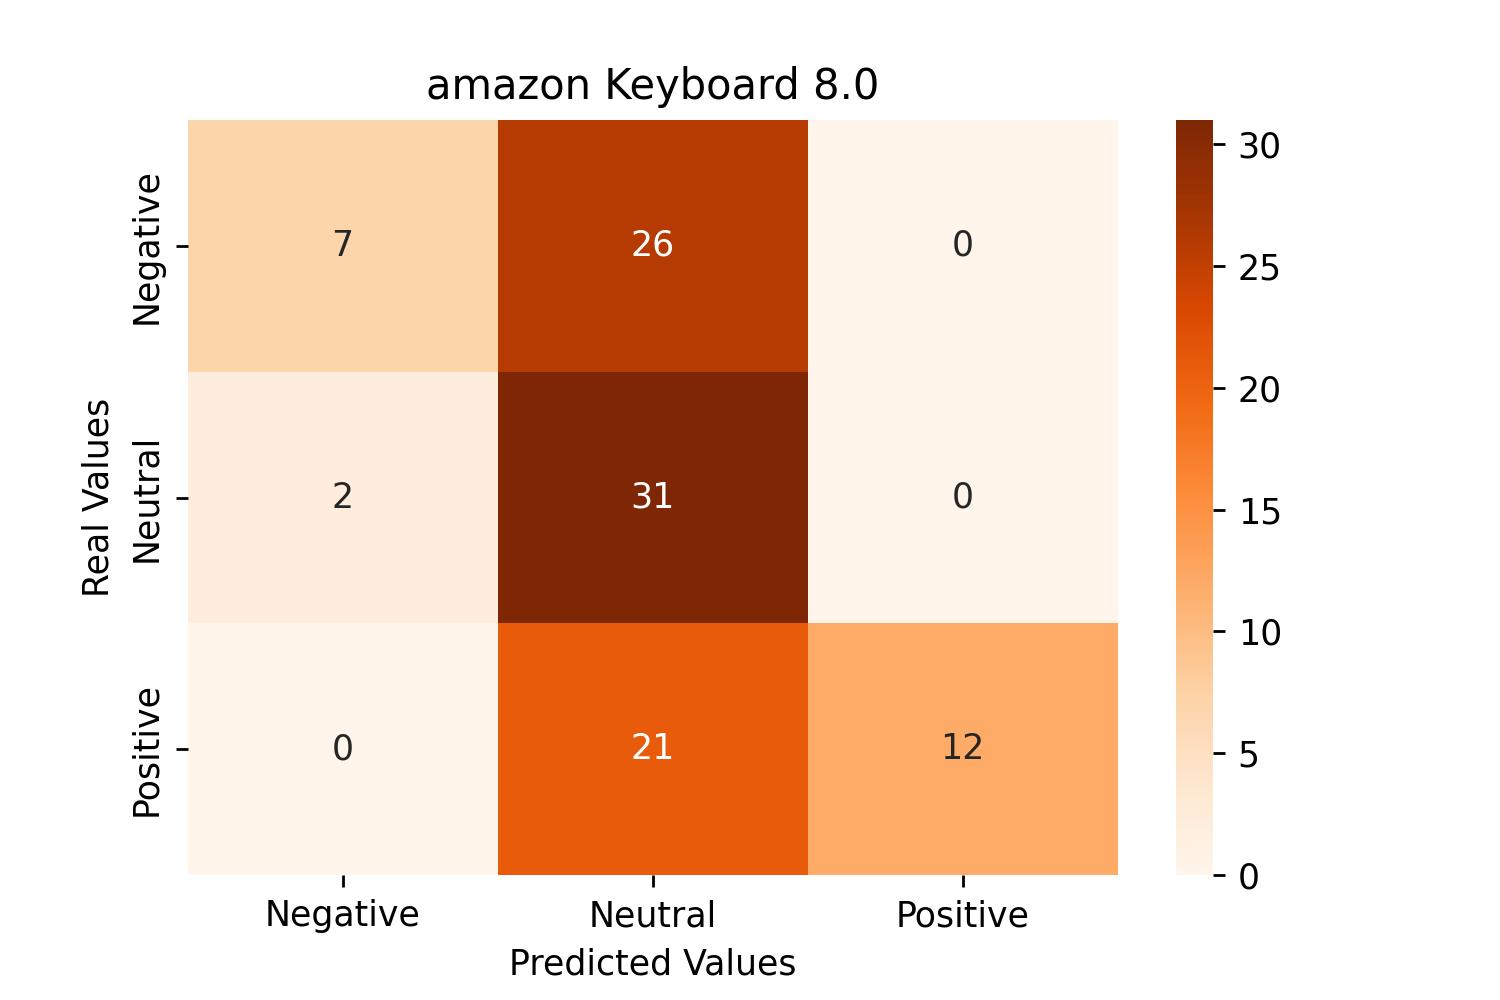 amazon Keyboard 8.0
Real Values
Negative
7 26 0
Neutral
2 31 0
Positive
0 21 12
Negative Neutral Positive
Predicted Values
30
25
20
15
10
5
0